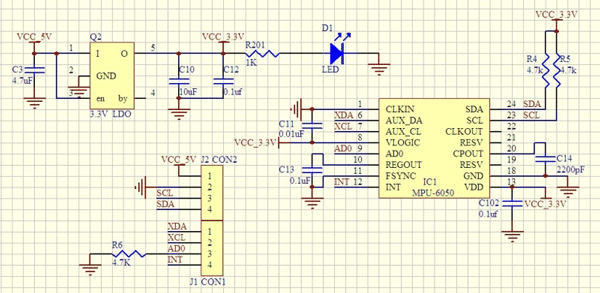 VCC_5V
Q2
VCC_3.3V
D1
VCC_3.3V
1 I O 5
R201
1K
LED
C3
4.7uF
2 GND
C10
10uF
C12
0.1uf
3 en by 4
3.3V LDO
R4
4.7k
R5
4.7k
1 CLKIN SDA 24 SDA
XDA 6 AUX_DA SCL 23 SCL
XCL 7 AUX_CL CLKOUT 22
VCC_3.3V 8 VLOGIC RESV 21
AD0 9 AD0 CPOUT 20
10 REGOUT RESV 19
11 FSYNC GND 18
INT 12 INT VDD 13
IC1
MPU-6050
C11
0.01uF
C13
0.1uF
C14
2200pF
C102
0.1uf
VCC_3.3V
VCC_5V
J2 CON2
1
2
SCL 3
SDA 4
XDA 1
XCL 2
AD0 3
INT 4
R6
4.7K
J1 CON1